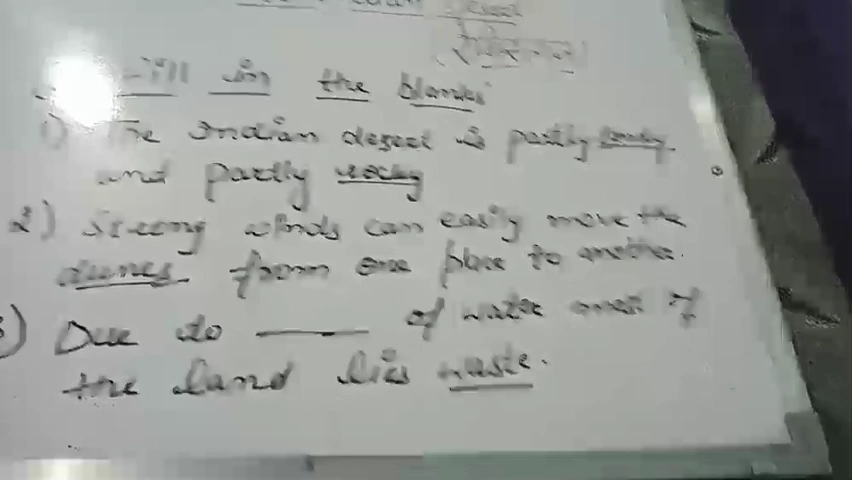 Indian Desert
(रेगिस्तान)
Fill in the blanks
1) The Indian desert is partly sandy
and partly rocky
2) Strong winds can easily move the
dunes from one place to another.
3) Due to ______ of water most of
the land lies waste.